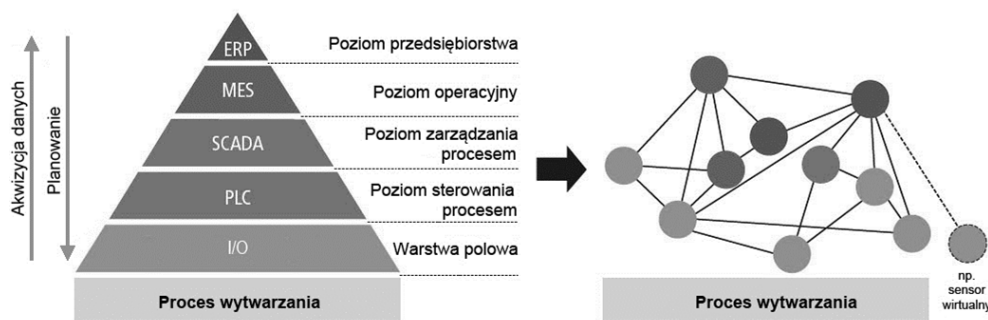 Akwizycja danych
Planowanie
ERP
Poziom przedsiębiorstwa
MES
Poziom operacyjny
SCADA
Poziom zarządzania
procesem
PLC
Poziom sterowania
procesem
I/O
Warstwa polowa
Proces wytwarzania
np.
sensor
wirtualny
Proces wytwarzania